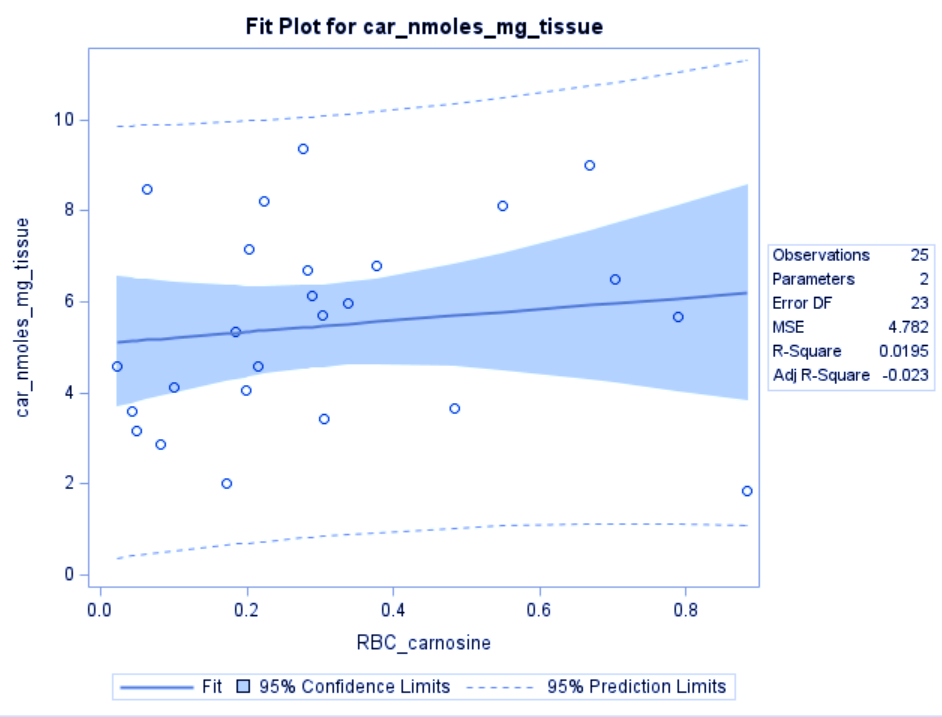 Fit Plot for car_nmoles_mg_tissue
10
8
6
4
2
0
car_nmoles_mg_tissue
0.0 0.2 0.4 0.6 0.8
RBC_carnosine
Observations 25
Parameters 2
Error DF 23
MSE 4.782
R-Square 0.0195
Adj R-Square -0.023
Fit 95% Confidence Limits 95% Prediction Limits